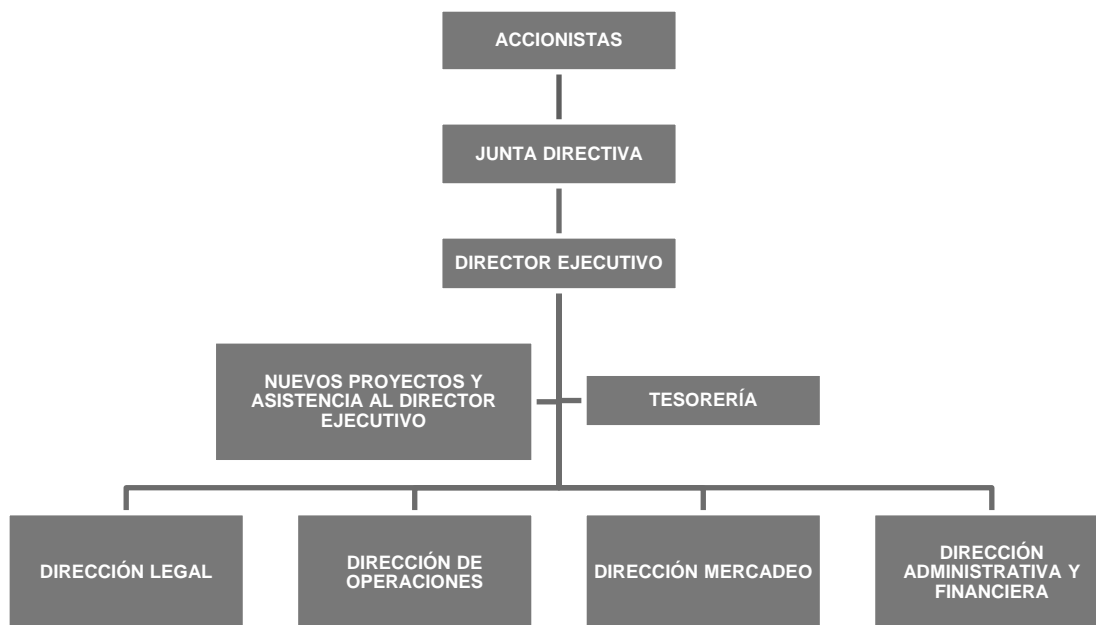 ACCIONISTAS
JUNTA DIRECTIVA
DIRECTOR EJECUTIVO
NUEVOS PROYECTOS Y
ASISTENCIA AL DIRECTOR
EJECUTIVO
TESORERÍA
DIRECCIÓN LEGAL
DIRECCIÓN DE
OPERACIONES
DIRECCIÓN MERCADEO
DIRECCIÓN
ADMINISTRATIVA Y
FINANCIERA